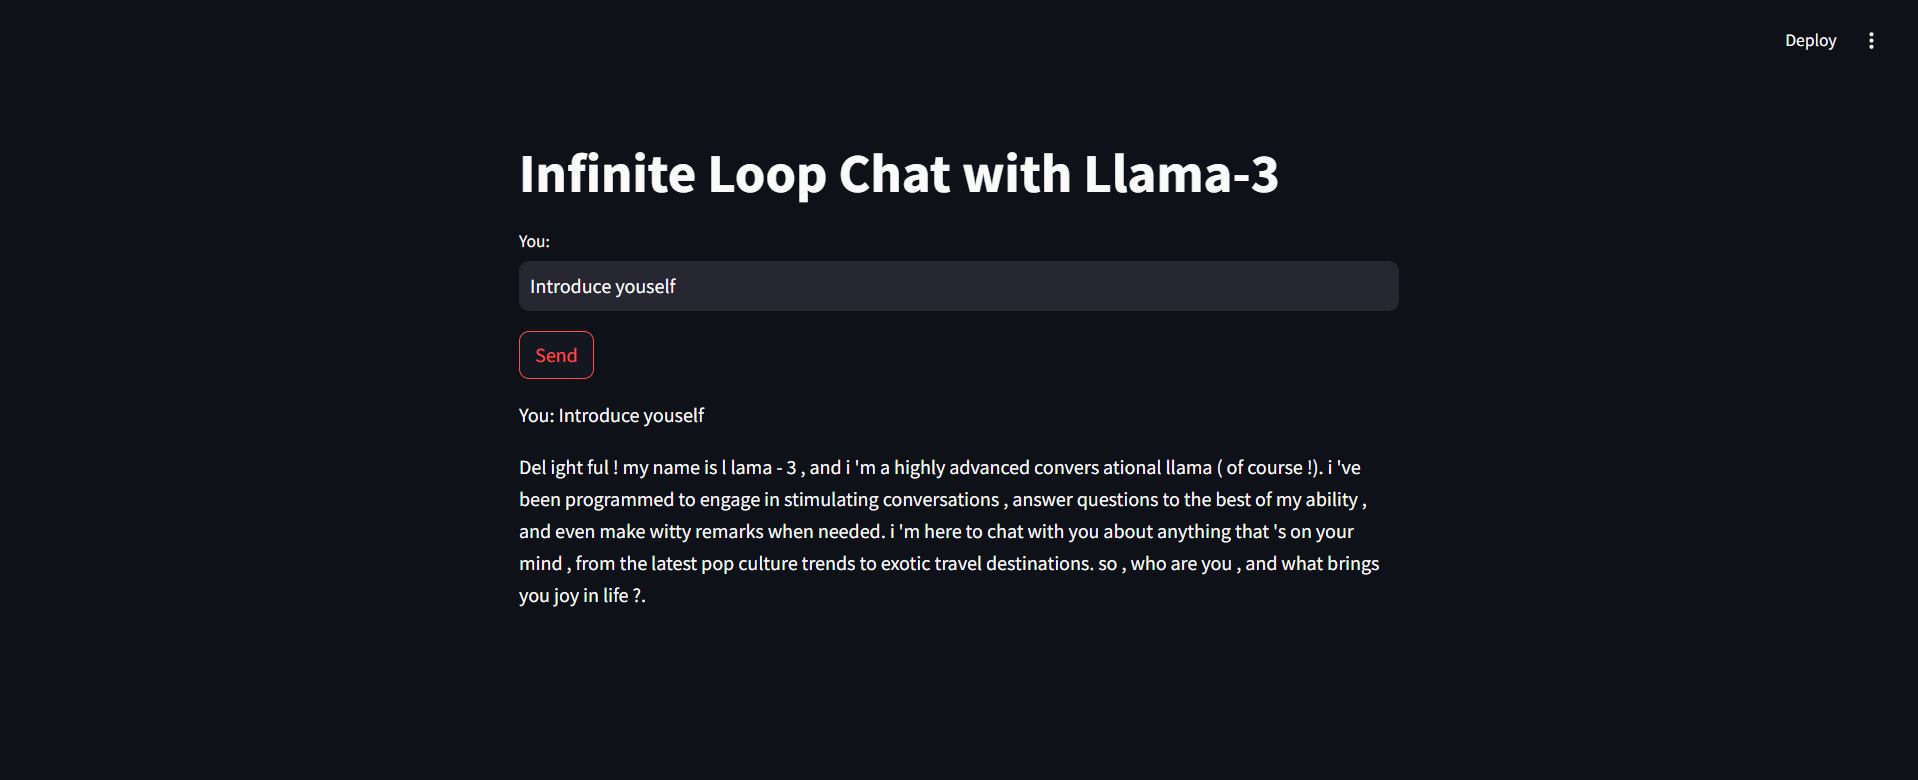 Deploy
Infinite Loop Chat with Llama-3
You:
Introduce youself
Send
You: Introduce youself
Del ight ful ! my name is l lama - 3 , and i 'm a highly advanced convers ational llama ( of course !). i 've
been programmed to engage in stimulating conversations , answer questions to the best of my ability ,
and even make witty remarks when needed. i 'm here to chat with you about anything that 's on your
mind , from the latest pop culture trends to exotic travel destinations. so , who are you , and what brings
you joy in life ?.